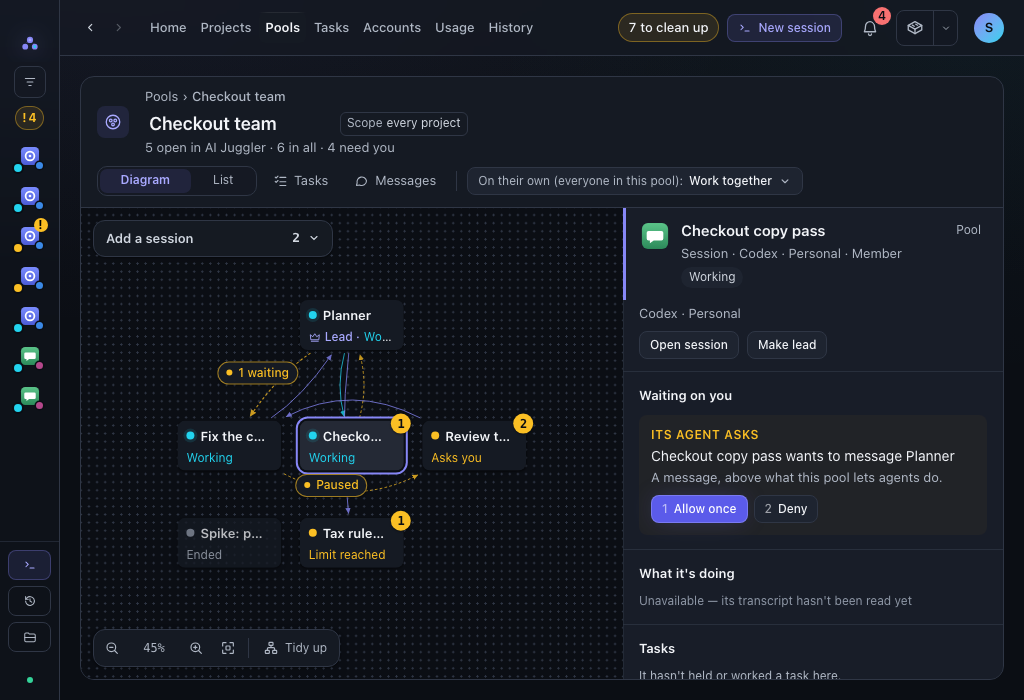 Home Projects Pools Tasks Accounts Usage History
7 to clean up
>_ New session
4
S
! 4
!
Pools › Checkout team
Checkout team
Scope every project
5 open in AI Juggler · 6 in all · 4 need you
Diagram
List
Tasks
Messages
On their own (everyone in this pool): Work together
Add a session
2
Planner
Lead · Wo...
1 waiting
Fix the c...
Working
Checko...
Working
1
Review t...
Asks you
2
Paused
Spike: p...
Ended
Tax rule...
Limit reached
1
45%
Tidy up
Checkout copy pass
Pool
Session · Codex · Personal · Member
Working
Codex · Personal
Open session
Make lead
Waiting on you
ITS AGENT ASKS
Checkout copy pass wants to message Planner
A message, above what this pool lets agents do.
1 Allow once
2 Deny
What it's doing
Unavailable — its transcript hasn't been read yet
Tasks
It hasn't held or worked a task here.